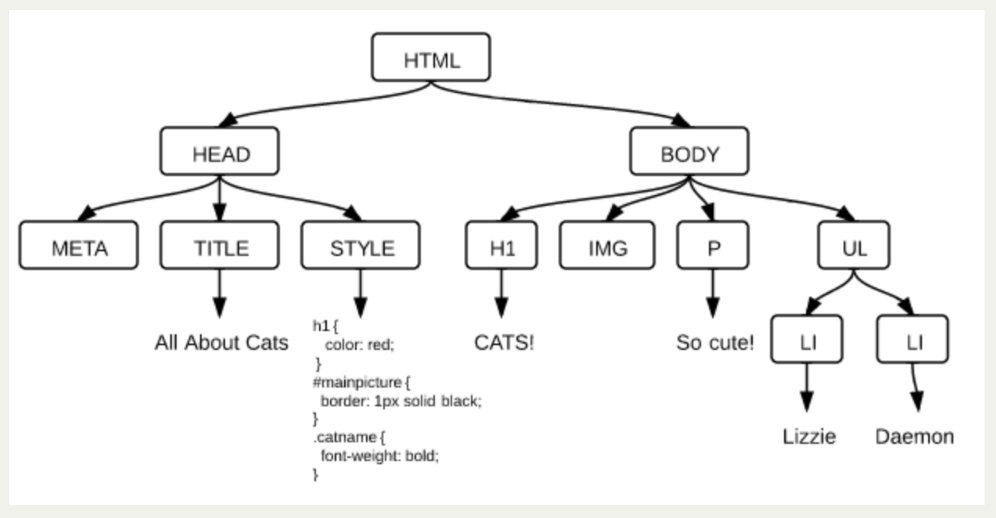 HTML
HEAD
BODY
META
TITLE
STYLE
H1
IMG
P
UL
All About Cats
h1 {
color: red;
}
#mainpicture {
border: 1px solid black;
}
.catname {
font-weight: bold;
}
CATS!
So cute!
LI
LI
Lizzie
Daemon